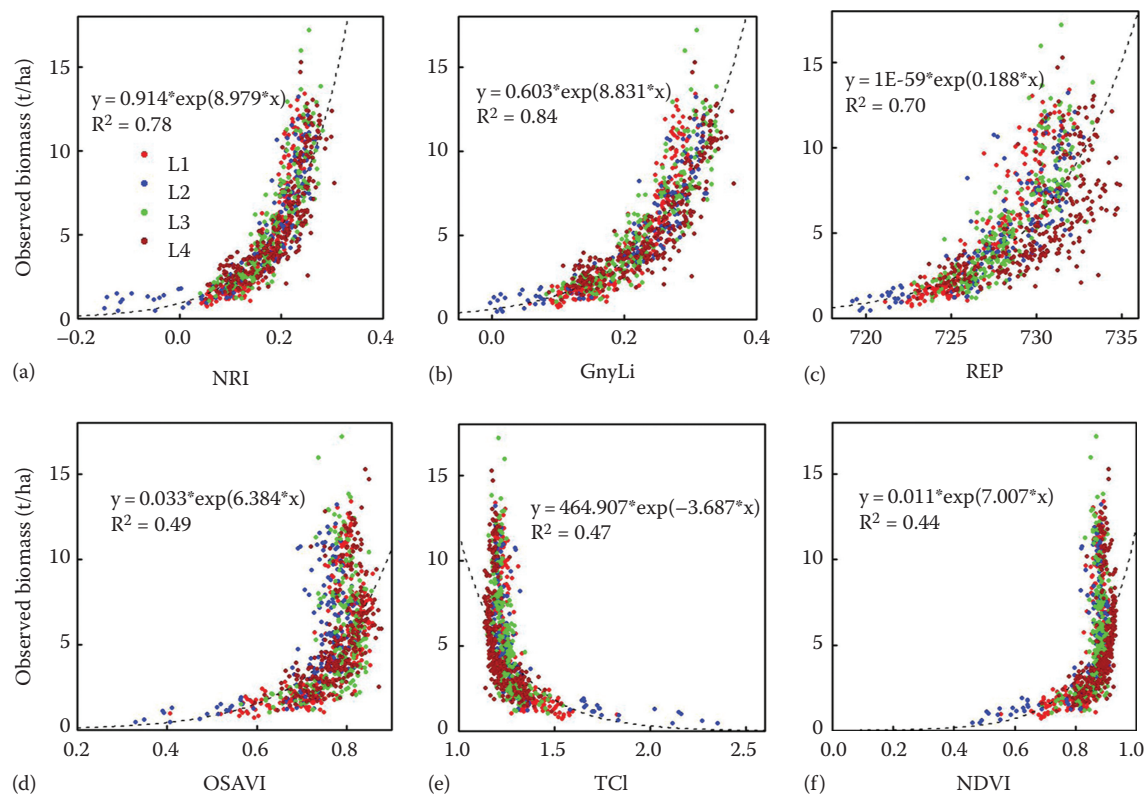 Observed biomass (t/ha)
15
10
5
0
y = 0.914*exp(8.979*x)
R² = 0.78
L1
L2
L3
L4
−0.2 0.0 0.2 0.4
(a) NRI
15
10
5
0
y = 0.603*exp(8.831*x)
R² = 0.84
0.0 0.2 0.4
(b) GnyLi
15
10
5
0
y = 1E-59*exp(0.188*x)
R² = 0.70
720 725 730 735
(c) REP
Observed biomass (t/ha)
15
10
5
0
y = 0.033*exp(6.384*x)
R² = 0.49
0.2 0.4 0.6 0.8
(d) OSAVI
15
10
5
0
y = 464.907*exp(−3.687*x)
R² = 0.47
1.0 1.5 2.0 2.5
(e) TCl
15
10
5
0
y = 0.011*exp(7.007*x)
R² = 0.44
0.0 0.2 0.4 0.6 0.8 1.0
(f) NDVI